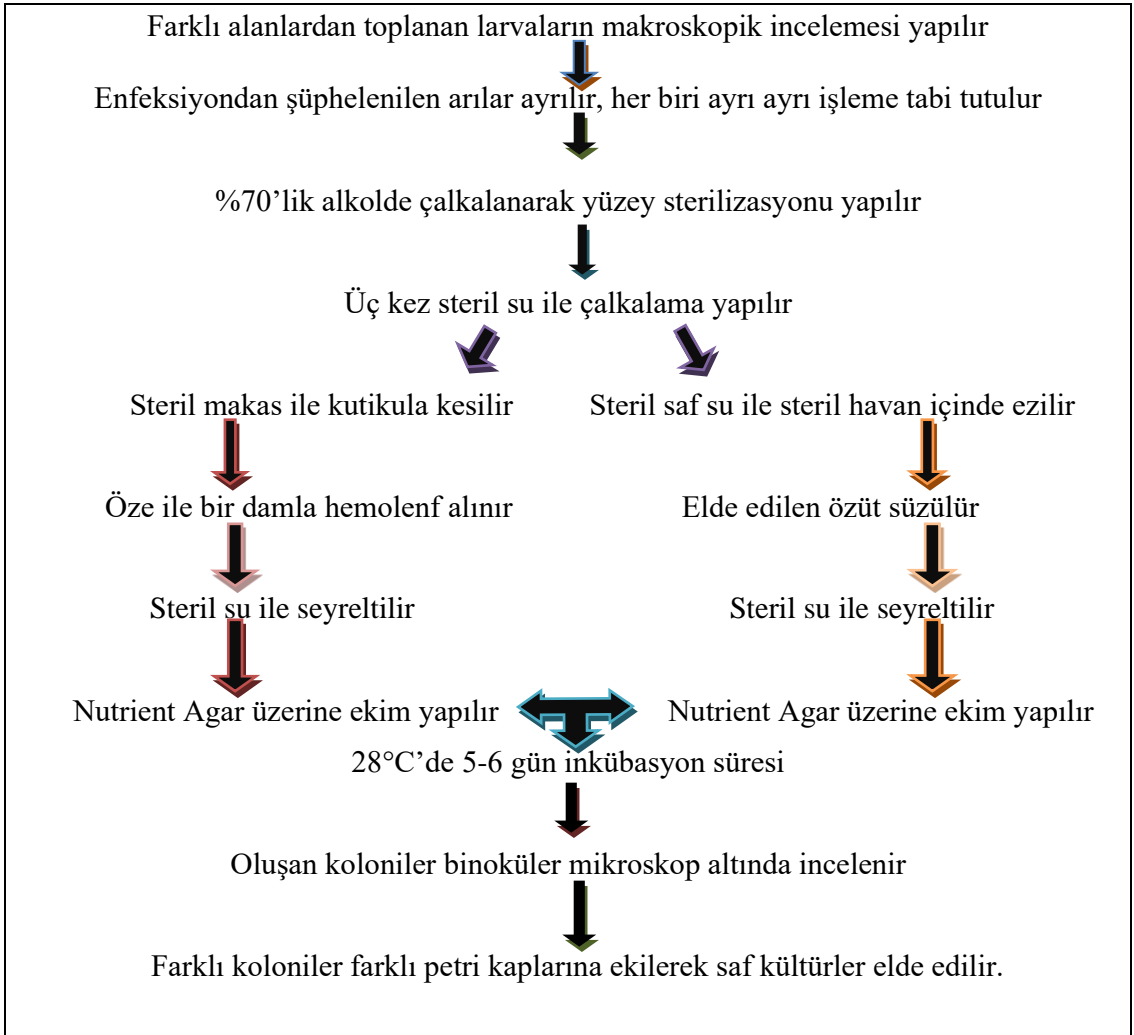 Farklı alanlardan toplanan larvaların makroskopik incelemesi yapılır
Enfeksiyondan şüphelenilen arılar ayrılır, her biri ayrı ayrı işleme tabi tutulur
%70’lik alkolde çalkalanarak yüzey sterilizasyonu yapılır
Üç kez steril su ile çalkalama yapılır
Steril makas ile kutikula kesilir
Steril saf su ile steril havan içinde ezilir
Öze ile bir damla hemolenf alınır
Elde edilen özüt süzülür
Steril su ile seyreltilir
Steril su ile seyreltilir
Nutrient Agar üzerine ekim yapılır
Nutrient Agar üzerine ekim yapılır
28°C’de 5-6 gün inkübasyon süresi
Oluşan koloniler binoküler mikroskop altında incelenir
Farklı koloniler farklı petri kaplarına ekilerek saf kültürler elde edilir.